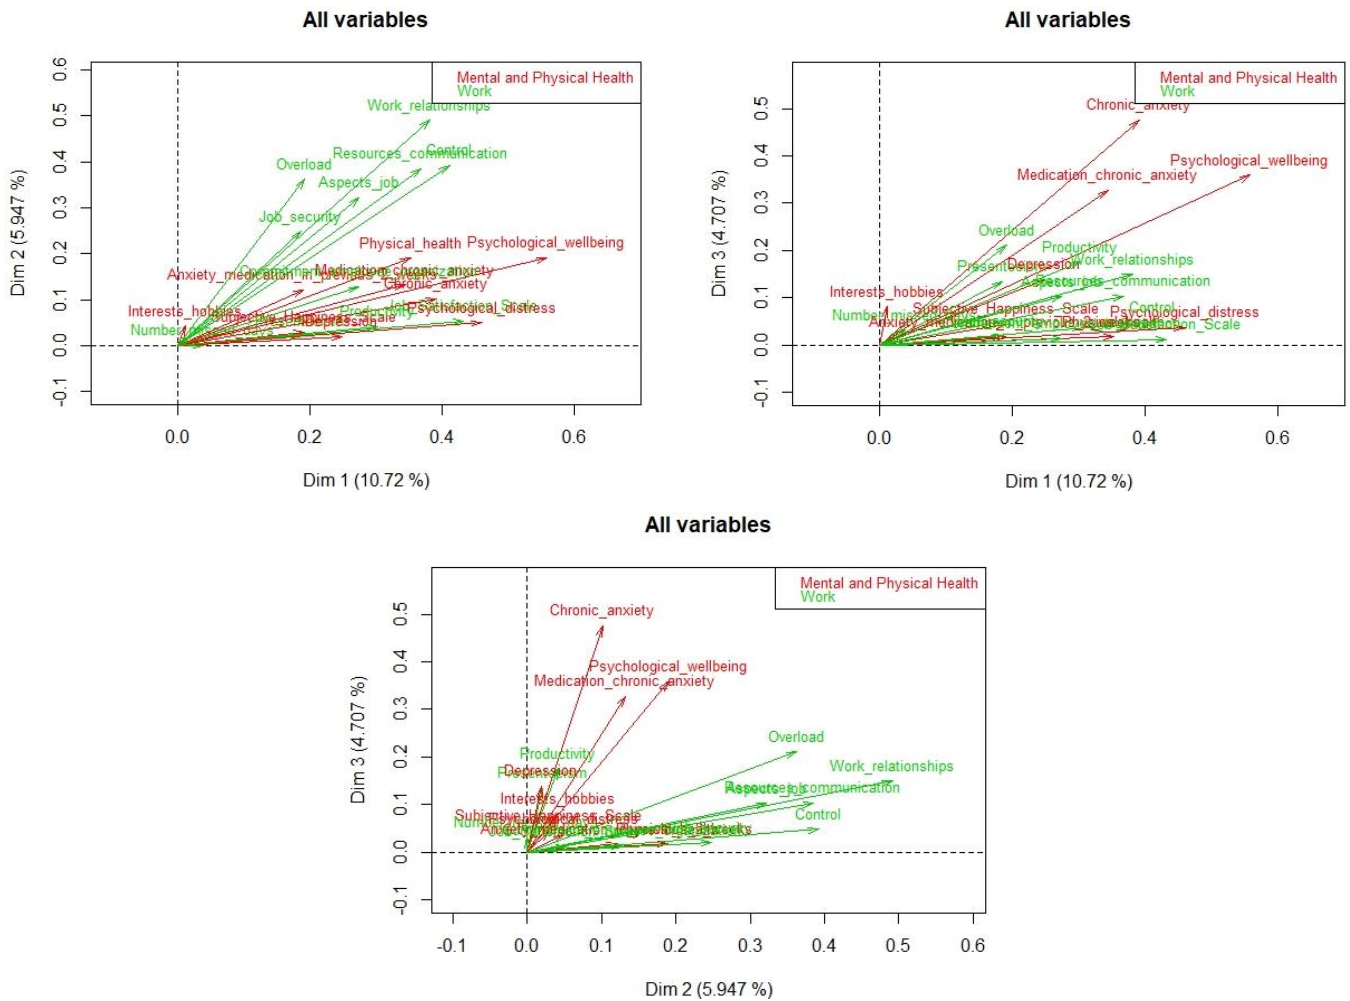 All variables
Mental and Physical Health
Work
Work_relationships
Resources_communication
Control
Overload
Aspects_job
Job_security
Physical_health
Psychological_wellbeing
Medication_chronic_anxiety
Anxiety_medication_in_previous_2_weeks
Chronic_anxiety
Interests_hobbies
Job_Satisfaction_Scale
Productivity
Psychological_distress
Subjective_Happiness_Scale
Depression
Number
0.6
0.5
0.4
0.3
0.2
0.1
0.0
-0.1
Dim 2 (5.947 %)
0.0
0.2
0.4
0.6
Dim 1 (10.72 %)
All variables
Mental and Physical Health
Work
Chronic_anxiety
Psychological_wellbeing
Medication_chronic_anxiety
Overload
Productivity
Depression
Work_relationships
Resources_communication
Interests_hobbies
Subjective_Happiness_Scale
Control
Psychological_distress
0.5
0.4
0.3
0.2
0.1
0.0
-0.1
Dim 3 (4.707 %)
0.0
0.2
0.4
0.6
Dim 1 (10.72 %)
All variables
Mental and Physical Health
Work
Chronic_anxiety
Psychological_wellbeing
Medication_chronic_anxiety
Overload
Productivity
Depression
Work_relationships
Resources_communication
Aspects_job
Interests_hobbies
Control
Subjective_Happiness_Scale
Psychological_distress
0.5
0.4
0.3
0.2
0.1
0.0
-0.1
Dim 3 (4.707 %)
-0.1
0.0
0.1
0.2
0.3
0.4
0.5
0.6
Dim 2 (5.947 %)